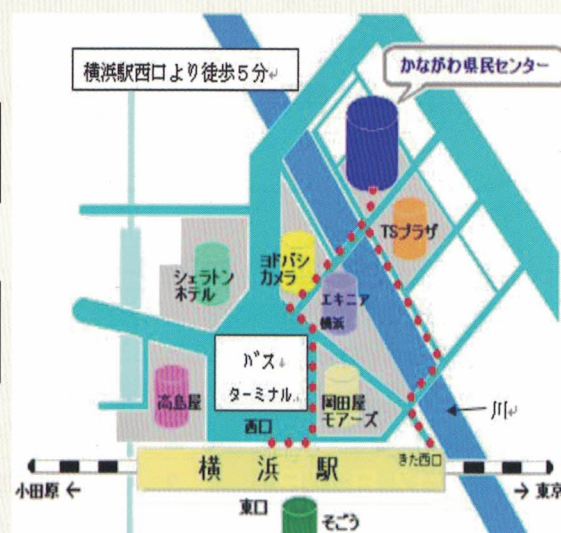 横浜駅西口より徒歩5分
かながわ県民センター
TSプラザ
ヨドバシ
カメラ
シェラトン
ホテル
エキニア
横浜
バス
ターミナル
岡田屋
モアーズ
高島屋
川
西口
きた西口
横浜駅
小田原 ←
→ 東京
東口
そごう